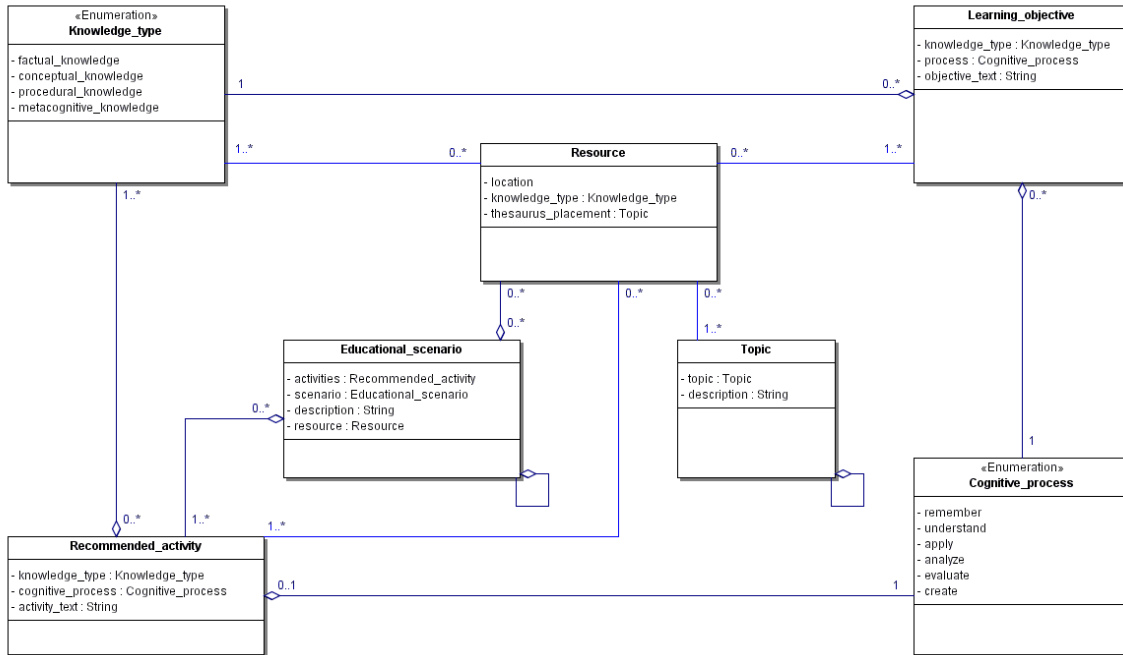 «Enumeration»
Knowledge_type
- factual_knowledge
- conceptual_knowledge
- procedural_knowledge
- metacognitive_knowledge
Learning_objective
- knowledge_type : Knowledge_type
- process : Cognitive_process
- objective_text : String
1
0..*
1..*
0..*
0..*
1..*
Resource
- location
- knowledge_type : Knowledge_type
- thesaurus_placement : Topic
1..*
0..*
0..*
0..*
0..*
0..*
1..*
Educational_scenario
- activities : Recommended_activity
- scenario : Educational_scenario
- description : String
- resource : Resource
Topic
- topic : Topic
- description : String
0..*
1
«Enumeration»
Cognitive_process
- remember
- understand
- apply
- analyze
- evaluate
- create
0..*
1..*
1..*
Recommended_activity
- knowledge_type : Knowledge_type
- cognitive_process : Cognitive_process
- activity_text : String
0..1
1